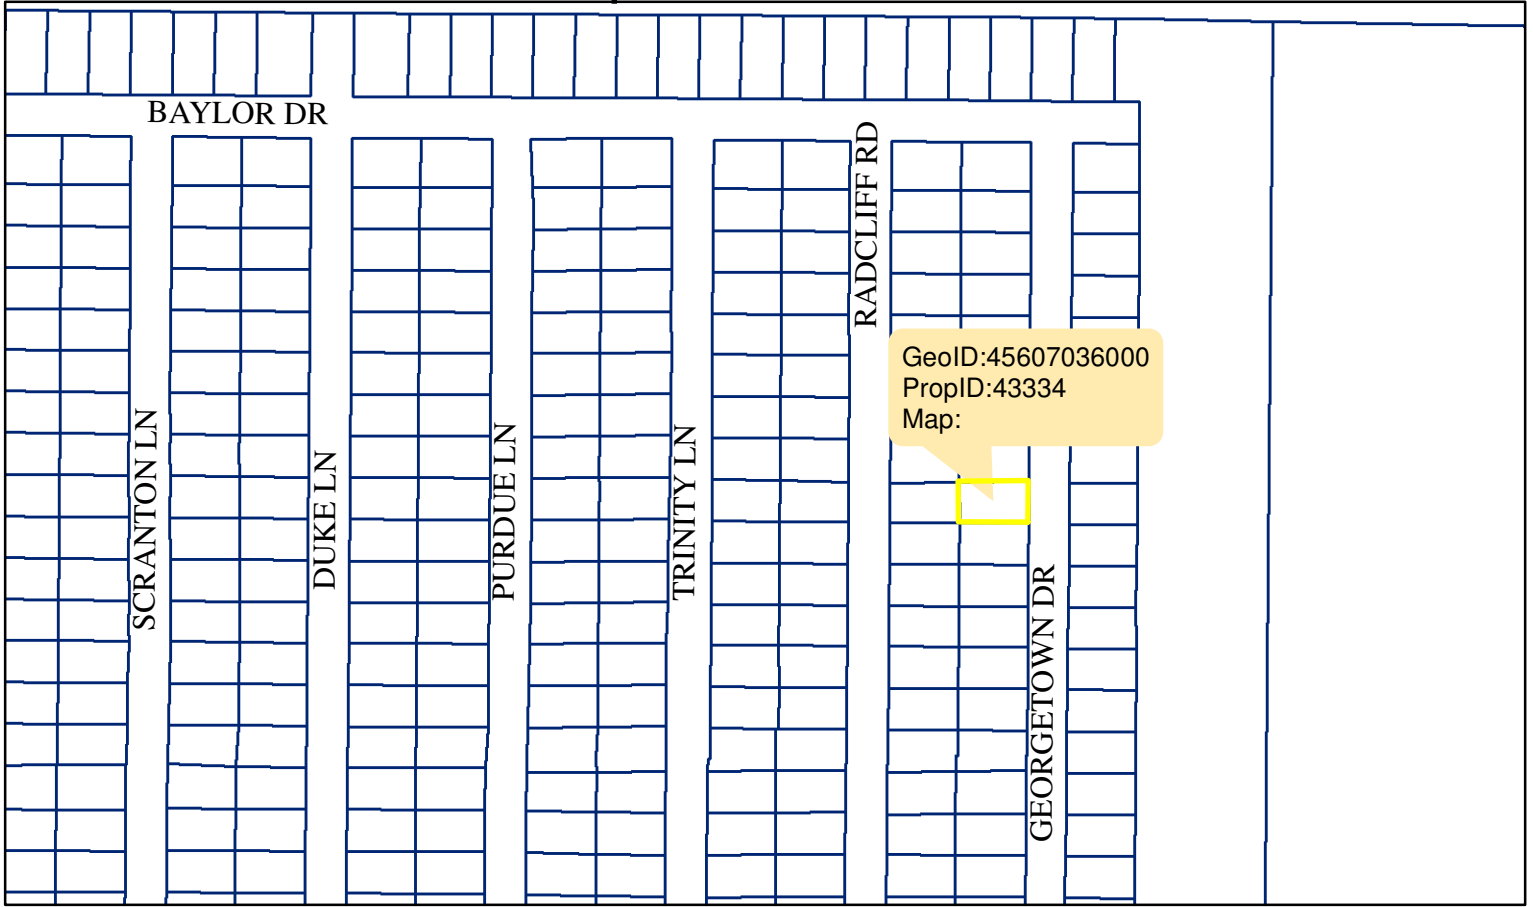 BAYLOR DR
RADCLIFF RD
GeoID:45607036000
PropID:43334
Map:
SCRANTON LN
DUKE LN
PURDUE LN
TRINITY LN
GEORGETOWN DR